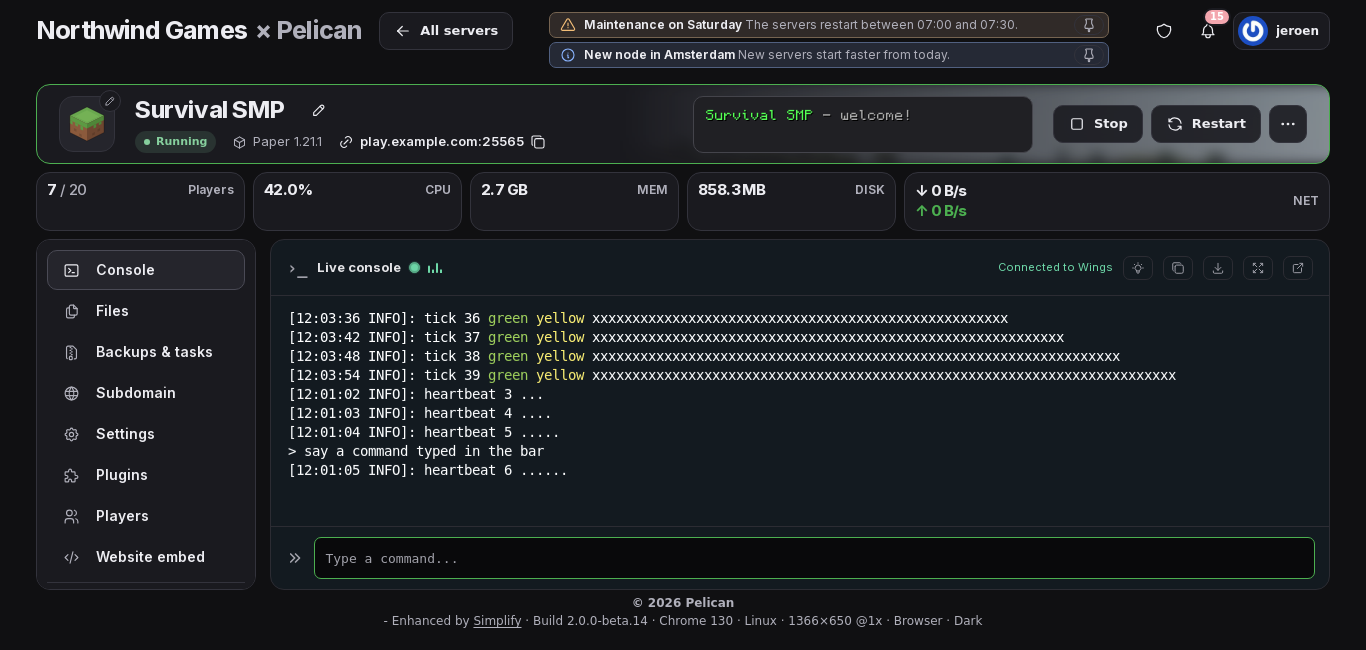 Northwind Games × Pelican
All servers
Maintenance on Saturday The servers restart between 07:00 and 07:30.
New node in Amsterdam New servers start faster from today.
15
jeroen
Survival SMP
Running
Paper 1.21.1
play.example.com:25565
Survival SMP - welcome!
Stop
Restart
7 / 20 Players
42.0% CPU
2.7 GB MEM
858.3 MB DISK
↓ 0 B/s
↑ 0 B/s
NET
Console
Files
Backups & tasks
Subdomain
Settings
Plugins
Players
Website embed
Live console
Connected to Wings
[12:03:36 INFO]: tick 36 green yellow xxxxxxxxxxxxxxxxxxxxxxxxxxxxxxxxxxxxxxxxxxxxxxxxxxxx
[12:03:42 INFO]: tick 37 green yellow xxxxxxxxxxxxxxxxxxxxxxxxxxxxxxxxxxxxxxxxxxxxxxxxxxxxxxxxxxx
[12:03:48 INFO]: tick 38 green yellow xxxxxxxxxxxxxxxxxxxxxxxxxxxxxxxxxxxxxxxxxxxxxxxxxxxxxxxxxxxxxxxxxx
[12:03:54 INFO]: tick 39 green yellow xxxxxxxxxxxxxxxxxxxxxxxxxxxxxxxxxxxxxxxxxxxxxxxxxxxxxxxxxxxxxxxxxxxxxxxxx
[12:01:02 INFO]: heartbeat 3 ...
[12:01:03 INFO]: heartbeat 4 ....
[12:01:04 INFO]: heartbeat 5 .....
> say a command typed in the bar
[12:01:05 INFO]: heartbeat 6 ......
Type a command...
© 2026 Pelican
- Enhanced by Simplify · Build 2.0.0-beta.14 · Chrome 130 · Linux · 1366×650 @1x · Browser · Dark